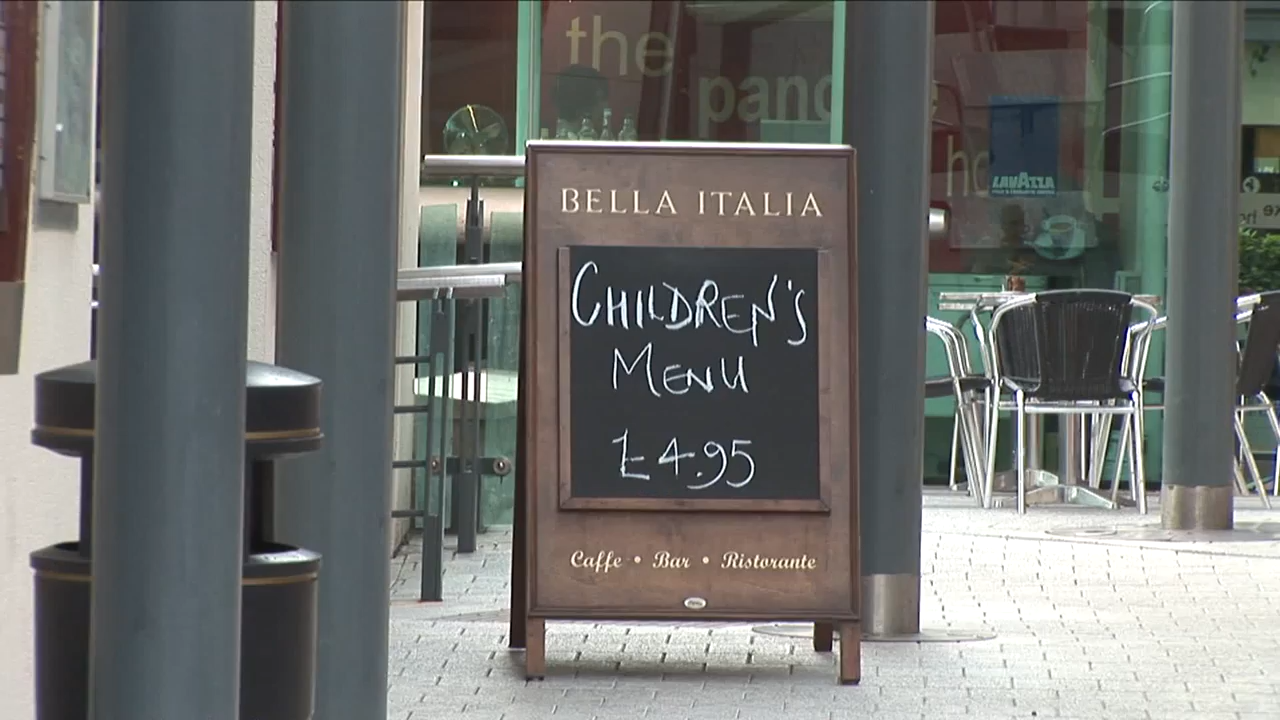 the
panc
BELLA ITALIA
CHILDREN'S
MENU
£4.95
Caffe • Bar • Ristorante
LAVAZZA